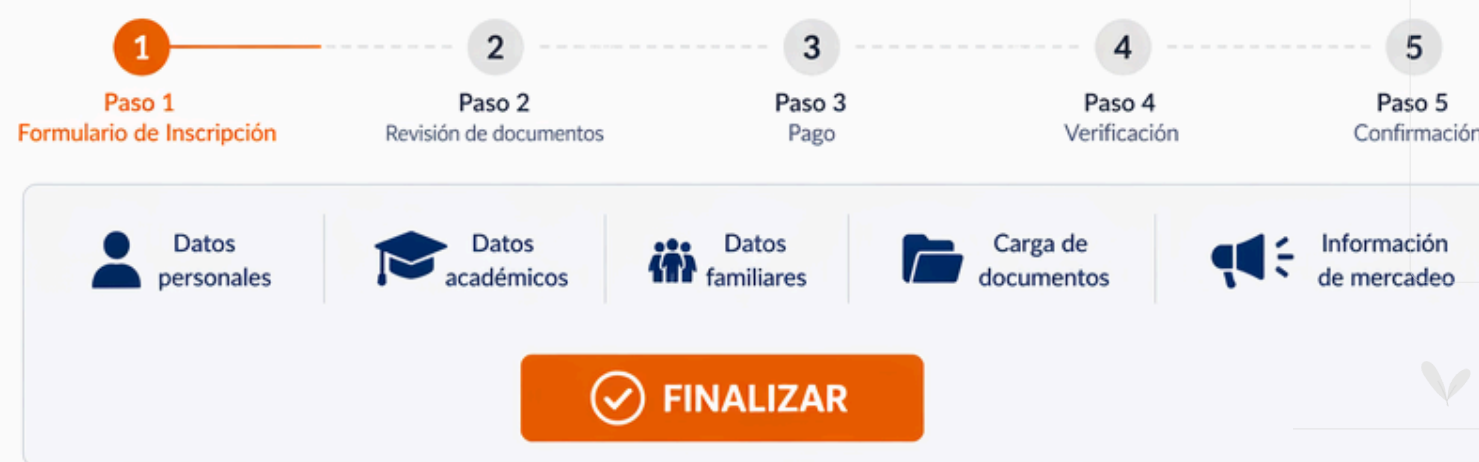 1
2
3
4
5
Paso 1
Paso 2
Paso 3
Paso 4
Paso 5
Formulario de Inscripción
Revisión de documentos
Pago
Verificación
Confirmación
Datos
personales
Datos
académicos
Datos
familiares
Carga de
documentos
Información
de mercadeo
FINALIZAR